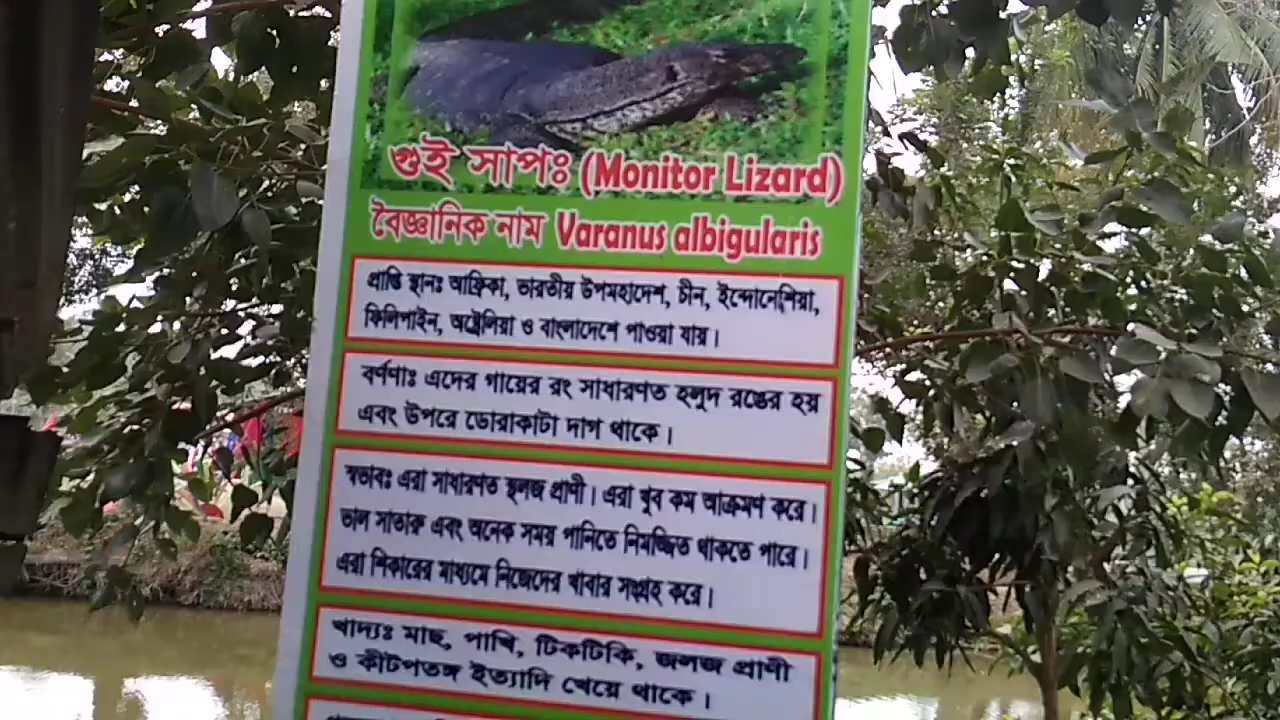 গুই সাপঃ (Monitor Lizard)
বৈজ্ঞানিক নাম Varanus albigularis
প্রাপ্তি স্থানঃ আফ্রিকা, ভারতীয় উপমহাদেশ, চীন, ইন্দোনেশিয়া,
ফিলিপাইন, অষ্ট্রেলিয়া ও বাংলাদেশে পাওয়া যায়।
বর্ণণাঃ এদের গায়ের রং সাধারণত হলুদ রঙের হয়
এবং উপরে ডোরাকাটা দাগ থাকে।
স্বভাবঃ এরা সাধারণত স্থলজ প্রাণী। এরা খুব কম আক্রমণ করে।
ভাল সাতারু এবং অনেক সময় পানিতে নিমজ্জিত থাকতে পারে।
এরা শিকারের মাধ্যমে নিজেদের খাবার সংগ্রহ করে।
খাদ্যঃ মাছ, পাখি, টিকটিকি, জলজ প্রাণী
ও কীটপতঙ্গ ইত্যাদি খেয়ে থাকে।